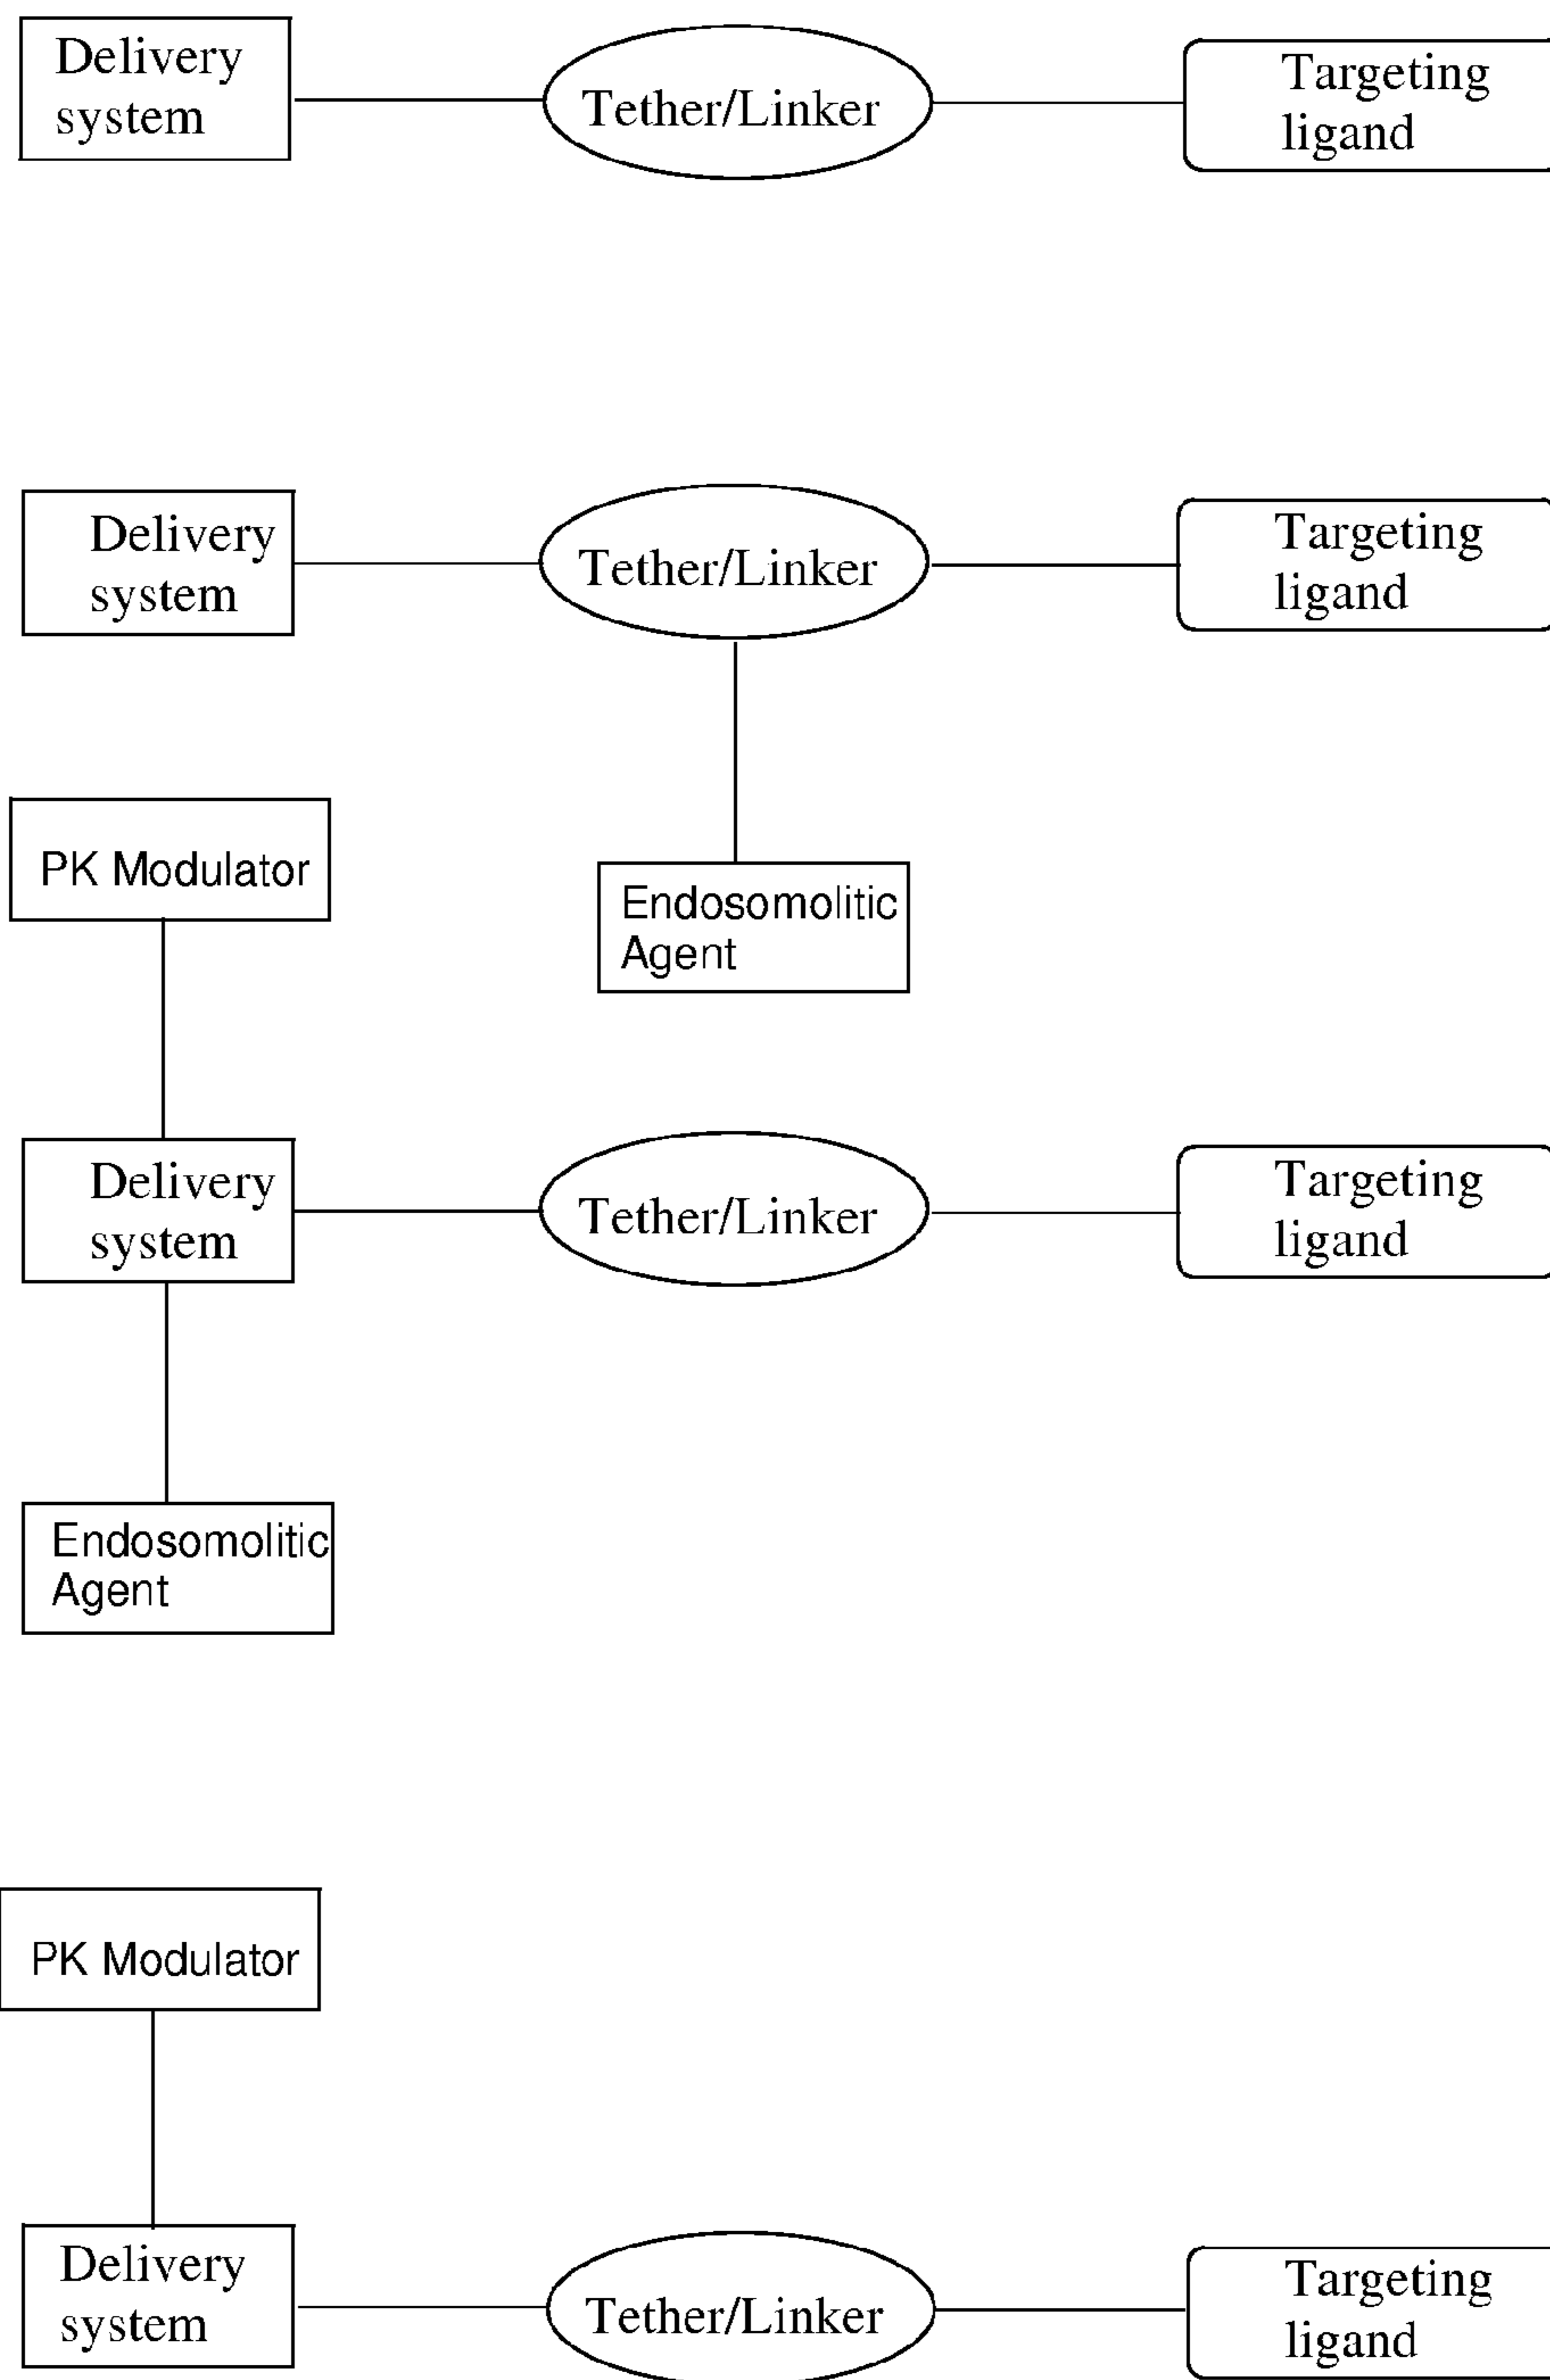 Delivery
system
Tether/Linker
Targeting
ligand
Delivery
system
Tether/Linker
Targeting
ligand
PK Modulator
Endosomolitic
Agent
Delivery
system
Tether/Linker
Targeting
ligand
Endosomolitic
Agent
PK Modulator
Delivery
system
Tether/Linker
Targeting
ligand